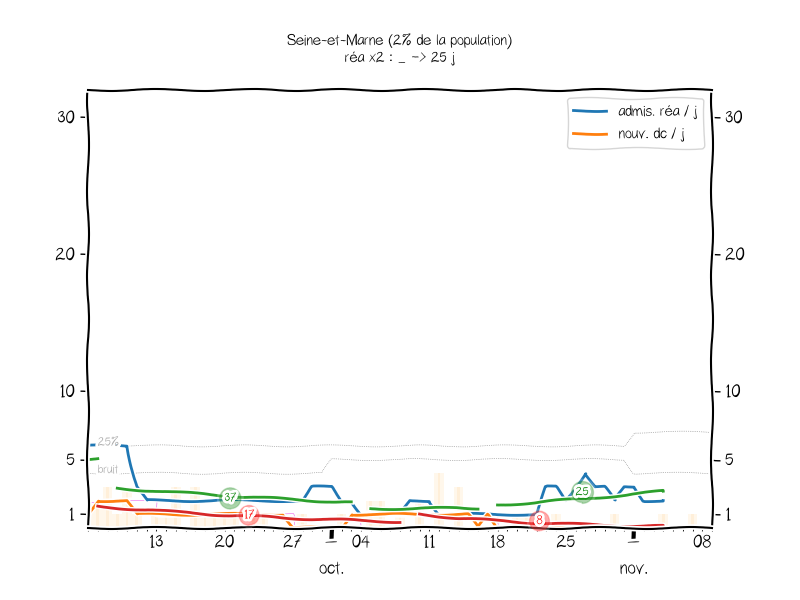 Seine-et-Marne (2% de la population)
réa x2 : _ -> 25 j
admis. réa / j
nouv. dc / j
30
30
20
20
10
10
25%
5
5
bruit
37
25
17
8
1
1
13 20 27 04 11 18 25 08
oct. nov.